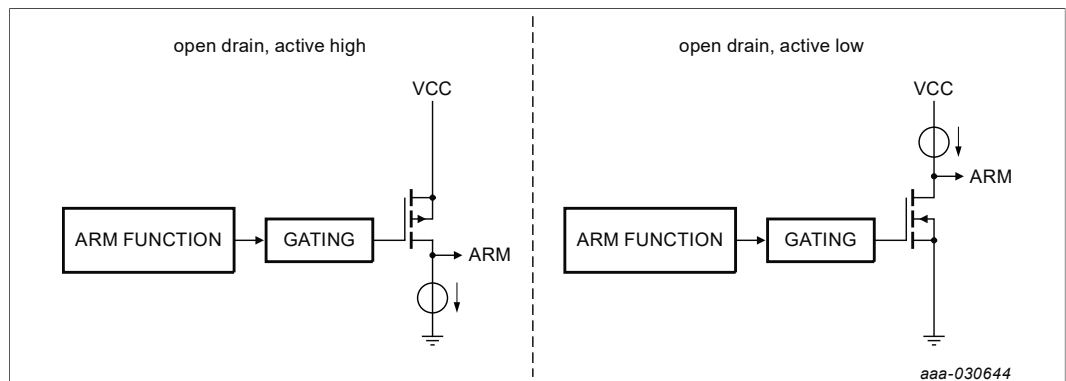 open drain, active high
VCC
ARM FUNCTION
GATING
ARM
open drain, active low
VCC
ARM
ARM FUNCTION
GATING
aaa-030644